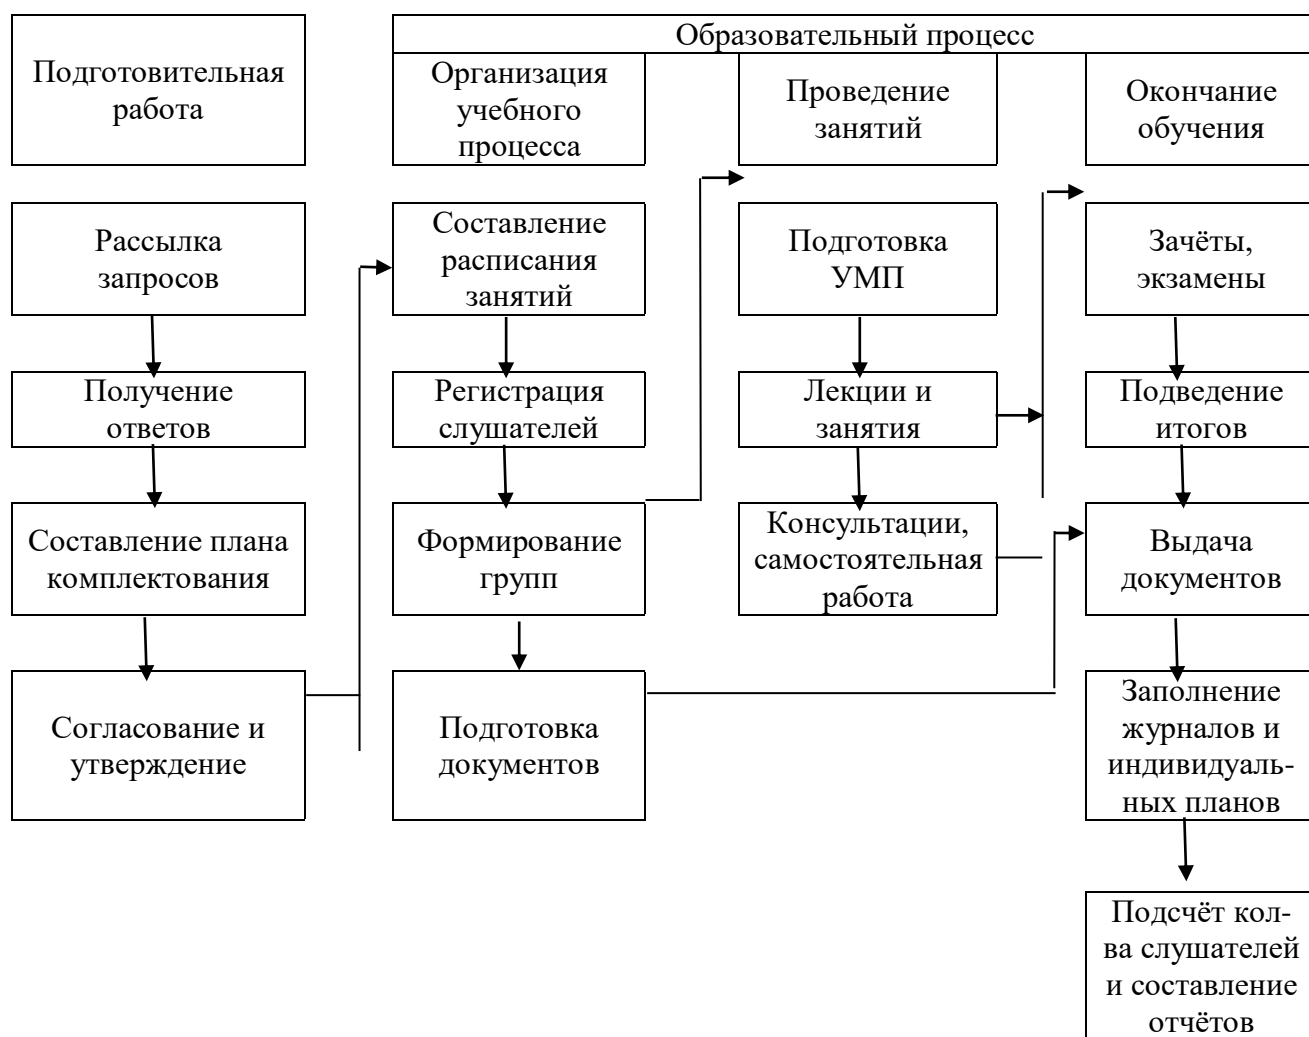 Подготовительная
работа
Образовательный процесс
Организация
учебного
процесса
Проведение
занятий
Окончание
обучения
Рассылка
запросов
Составление
расписания
занятий
Подготовка
УМП
Зачёты,
экзамены
Получение
ответов
Регистрация
слушателей
Лекции и
занятия
Подведение
итогов
Составление плана
комплектования
Формирование
групп
Консультации,
самостоятельная
работа
Выдача
документов
Согласование и
утверждение
Подготовка
документов
Заполнение
журналов и
индивидуаль-
ных планов
Подсчёт кол-
ва слушателей
и составление
отчётов